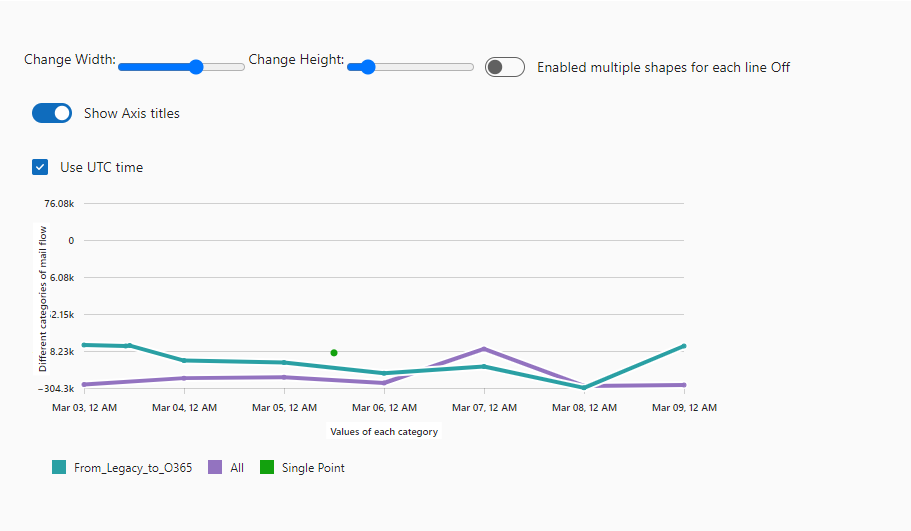 Change Width:
Change Height:
Enabled multiple shapes for each line Off
Show Axis titles
Use UTC time
76.08k
0
6.08k
2.15k
8.23k
−304.3k
Different categories of mail flow
Mar 03, 12 AM
Mar 04, 12 AM
Mar 05, 12 AM
Mar 06, 12 AM
Mar 07, 12 AM
Mar 08, 12 AM
Mar 09, 12 AM
Values of each category
From_Legacy_to_O365
All
Single Point